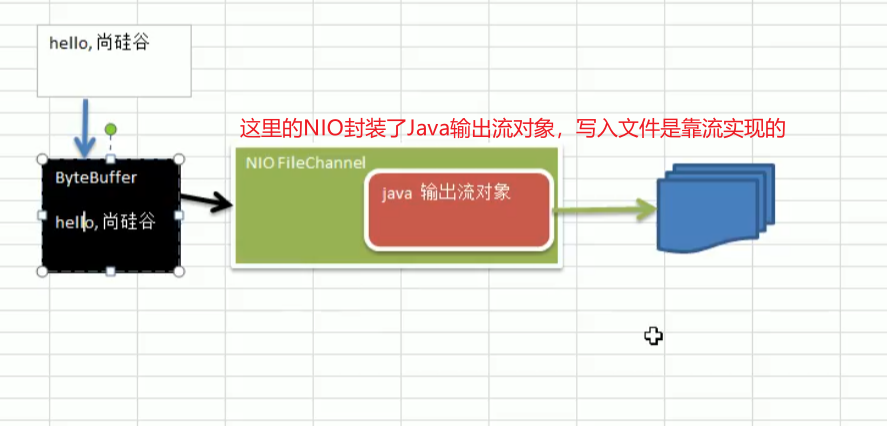 hello, 尚硅谷
这里的NIO封装了Java输出流对象，写入文件是靠流实现的
NIO FileChannel
ByteBuffer
java 输出流对象
hello, 尚硅谷